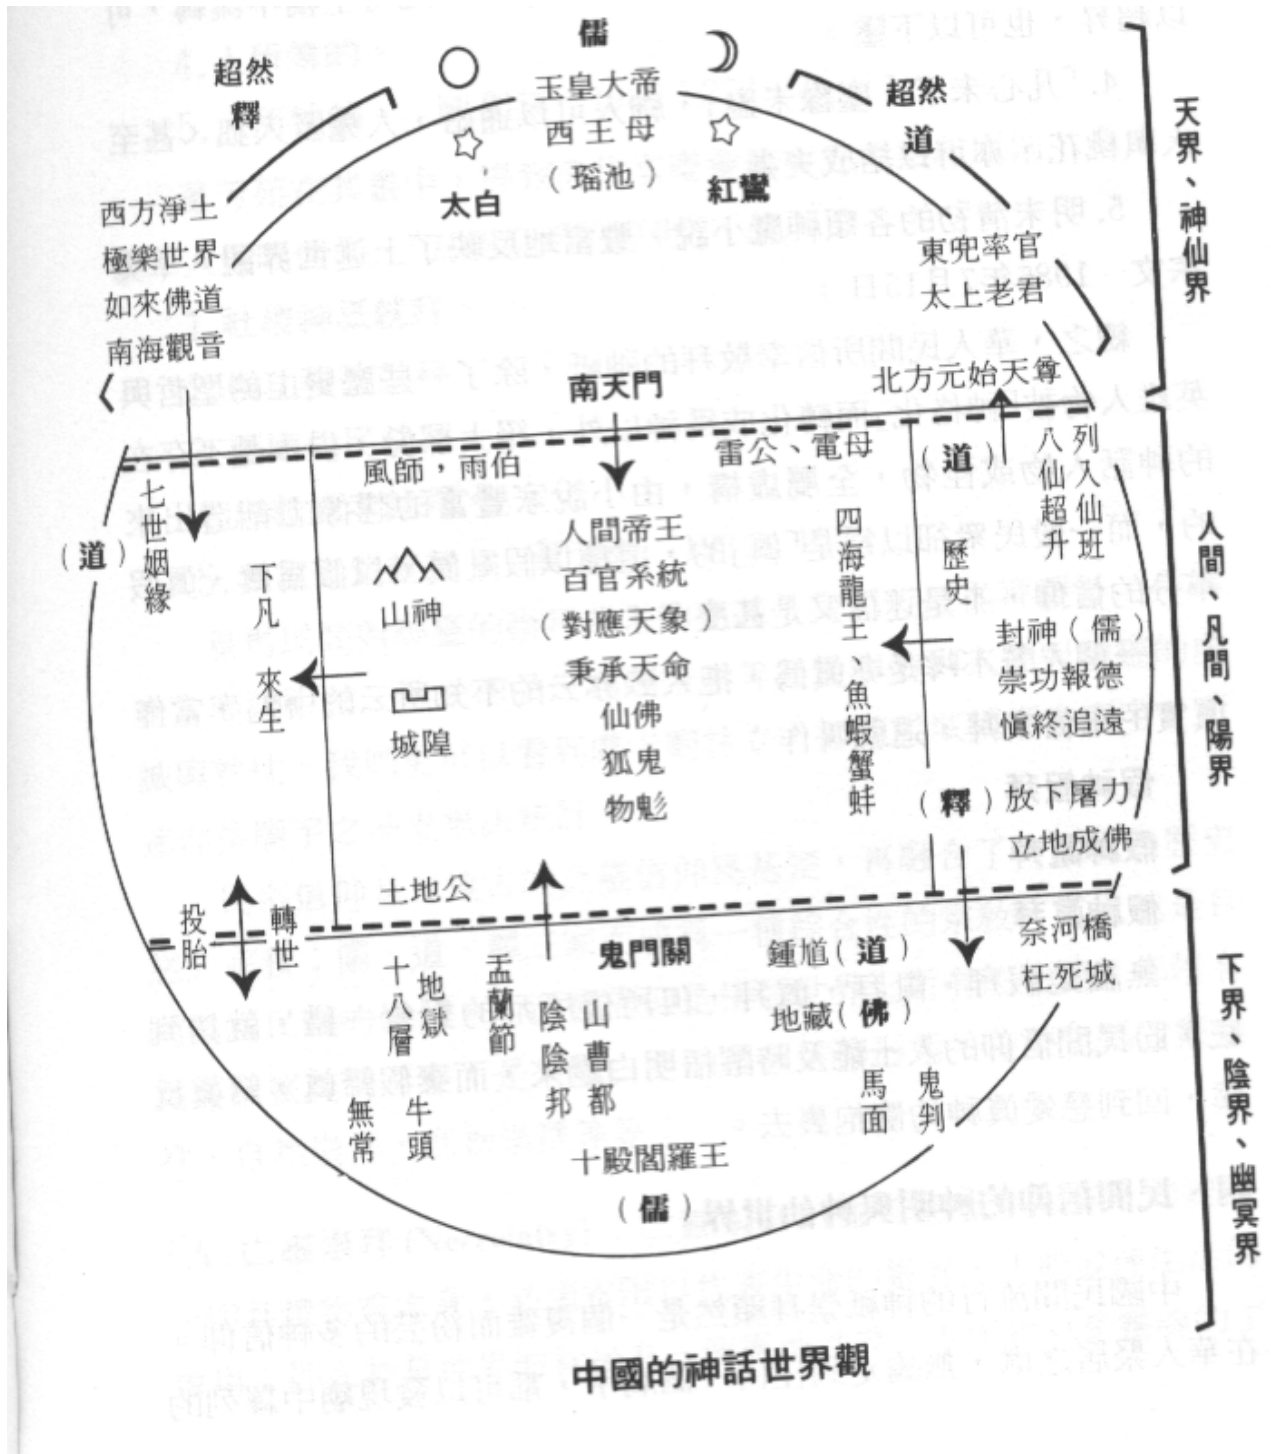 儒
玉皇大帝
西王母
（瑙池）
太白
紅鸞
超然
釋
超然
道
西方淨土
極樂世界
如來佛道
南海觀音
東兜率官
太上老君
北方元始天尊
南天門
天界、神仙界
（道）
七世姻緣
下凡
來生
風師，雨伯
山神
城隍
土地公
人間帝王
百官系統
（對應天象）
秉承天命
仙佛
狐鬼
物鬽
雷公、電母
四海龍王、魚蝦蟹蚌
（道）
歷史
列入仙班
八仙超升
封神（儒）
崇功報德
慎終追遠
（釋）放下屠力
立地成佛
人間、凡間、陽界
投胎
轉世
鬼門關
地獄
十八層
盂蘭節
山曹都
陰陰邦
鍾馗（道）
地藏（佛）
奈河橋
枉死城
無常
牛頭
馬面
鬼判
十殿閻羅王
（儒）
下界、陰界、幽冥界
中國的神話世界觀